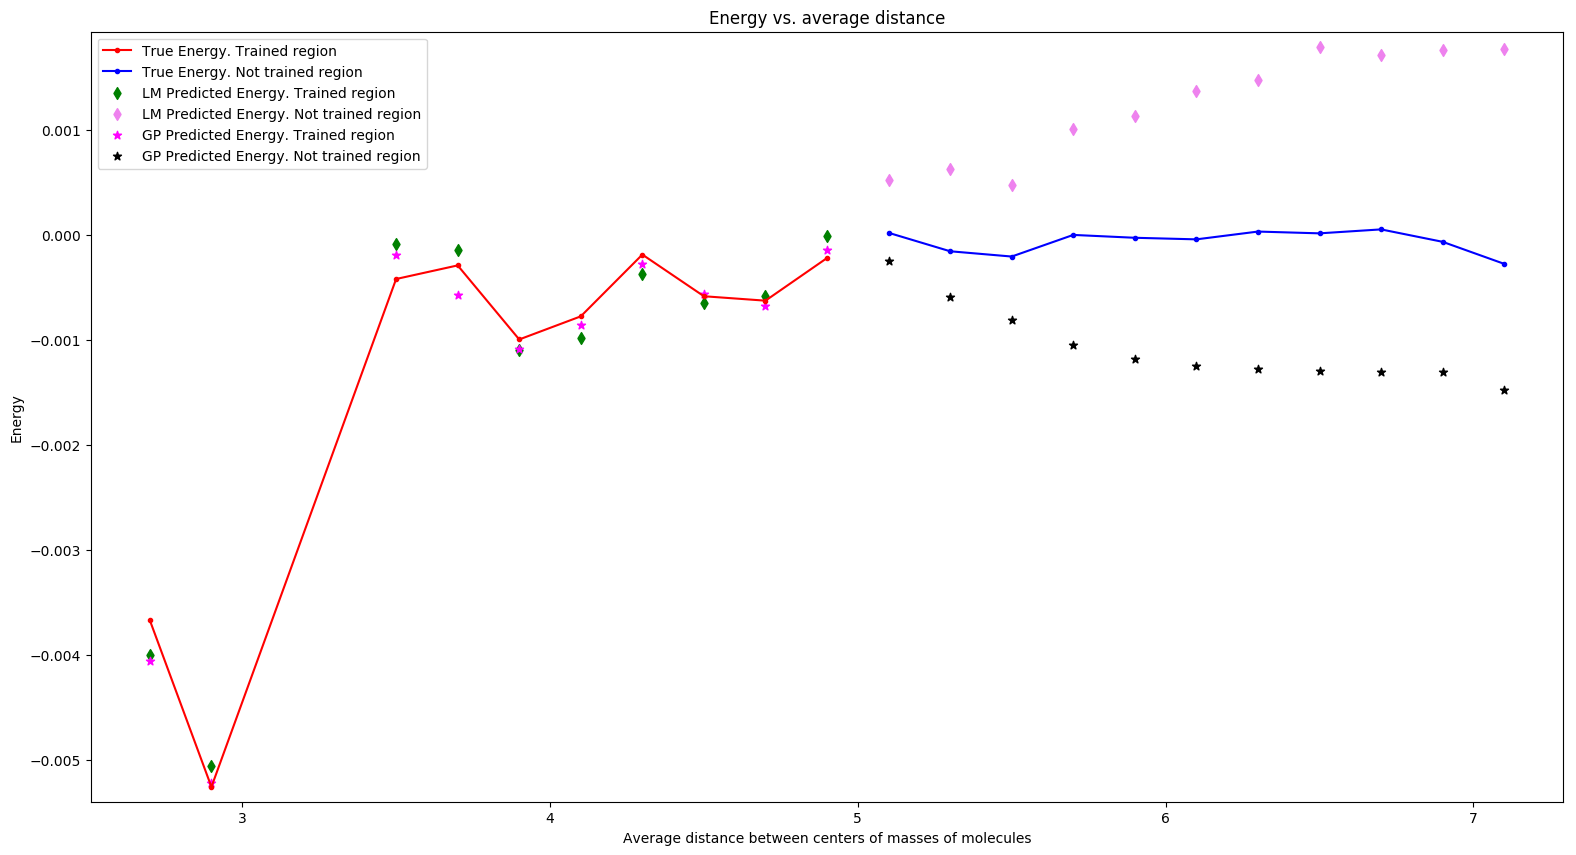 Energy vs. average distance
True Energy. Trained region
True Energy. Not trained region
LM Predicted Energy. Trained region
LM Predicted Energy. Not trained region
GP Predicted Energy. Trained region
GP Predicted Energy. Not trained region
0.001
0.000
−0.001
−0.002
−0.003
−0.004
−0.005
Energy
3 4 5 6 7
Average distance between centers of masses of molecules